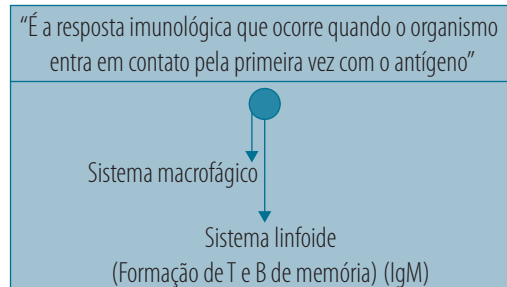 “É a resposta imunológica que ocorre quando o organismo
entra em contato pela primeira vez com o antígeno”
Sistema macrofágico
Sistema linfoide
(Formação de T e B de memória) (IgM)